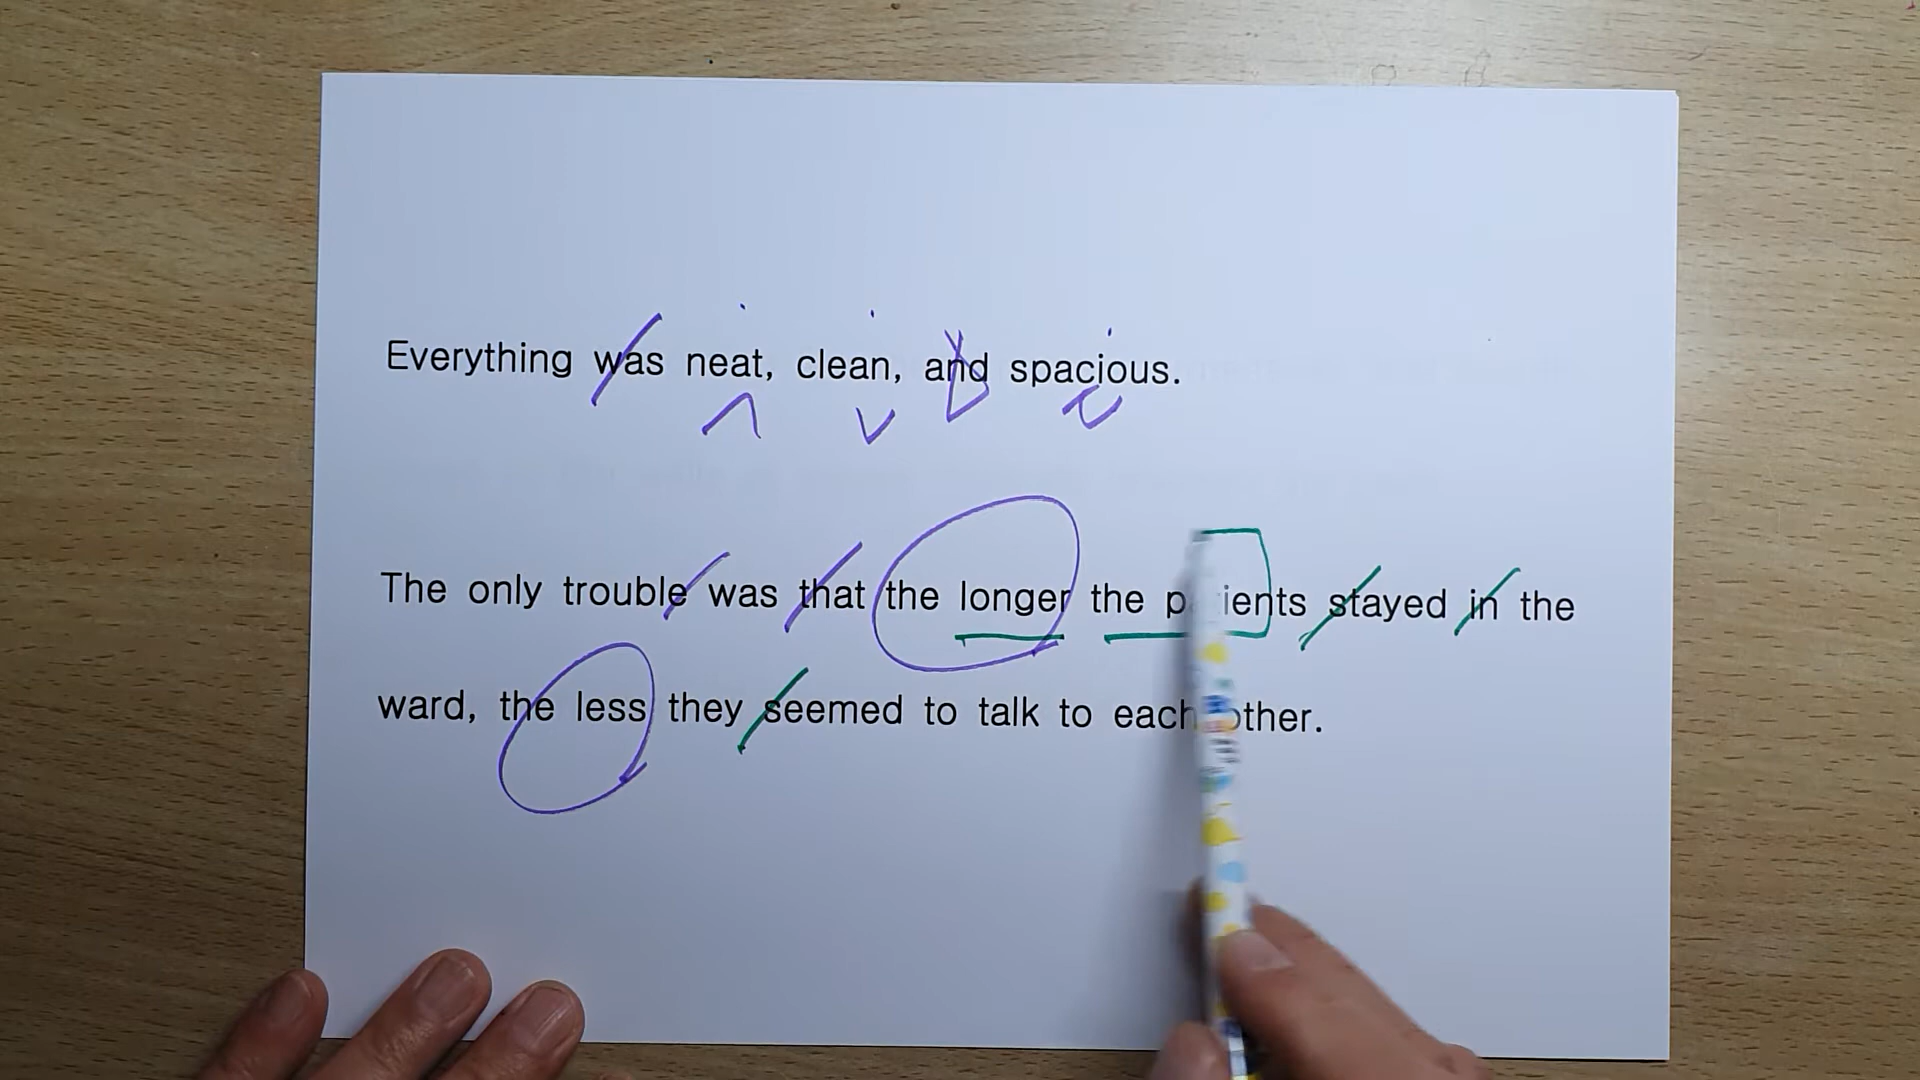 Everything was neat, clean, and spacious.
The only trouble was that the longer the patients stayed in the
ward, the less they seemed to talk to each other.